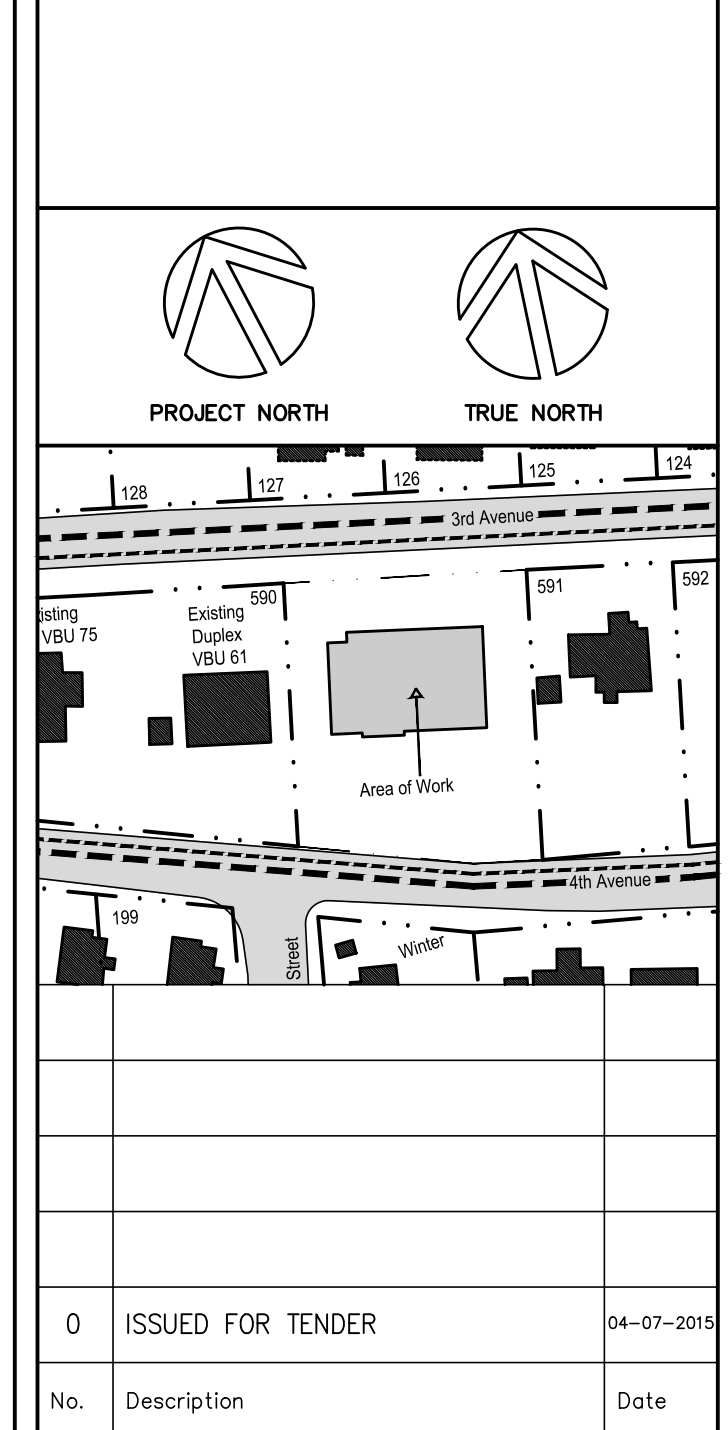 PROJECT NORTH
TRUE NORTH
128
127
126
125
124
3rd Avenue
590
591
592
isting
VBU 75
Existing
Duplex
VBU 61
Area of Work
4th Avenue
199
Street
Winter
0 ISSUED FOR TENDER 04-07-2015
No. Description Date